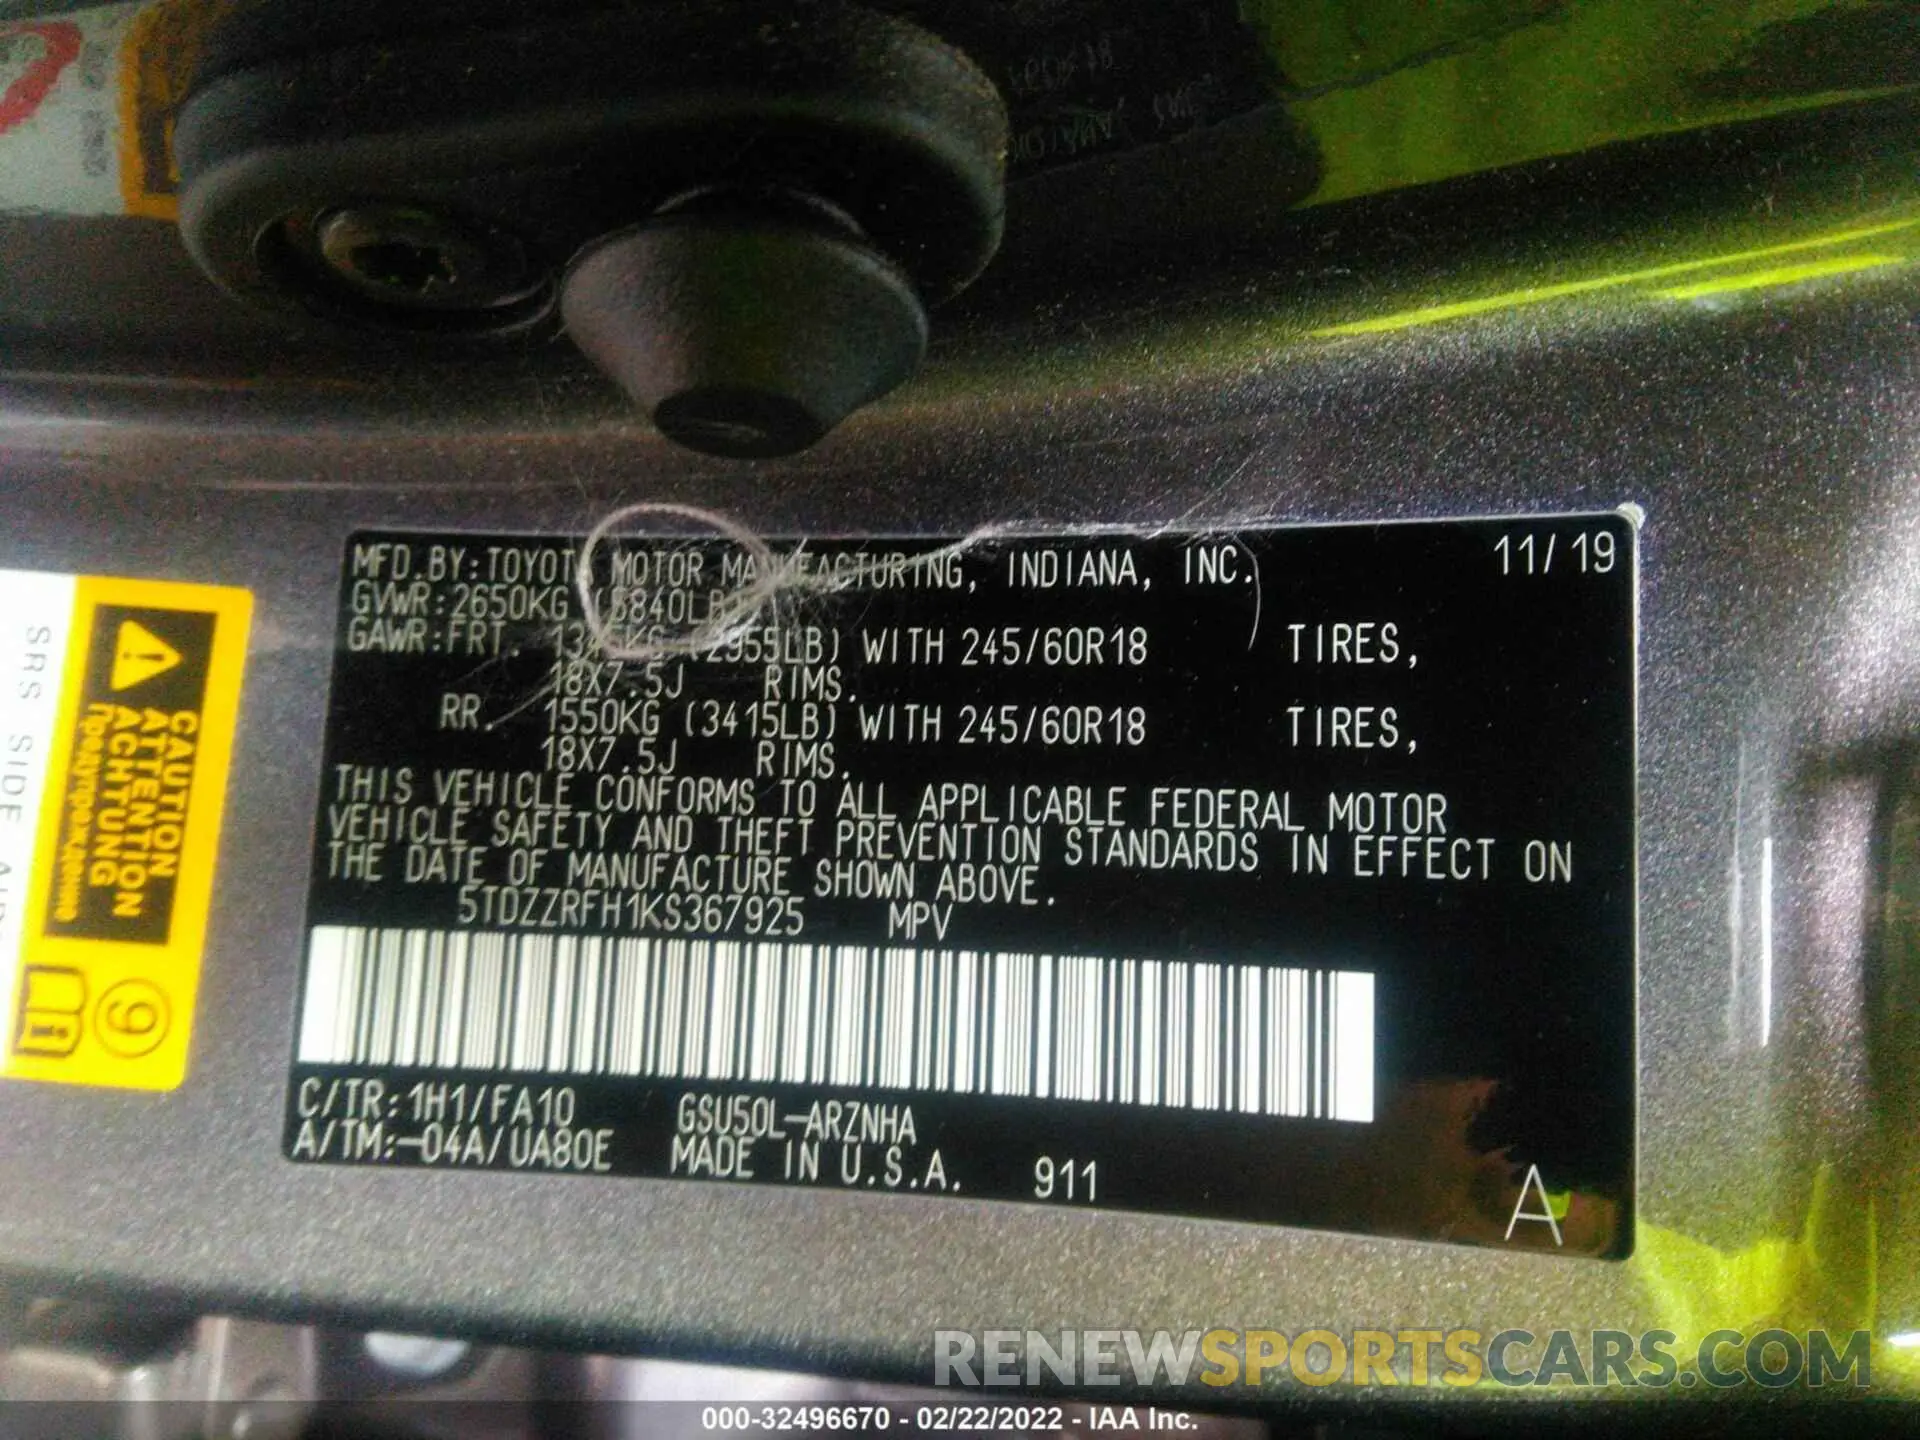 MFD.BY:TOYOTA MOTOR MANUFACTURING, INDIANA, INC. 11/19
GVWR:2650KG (5840LB)
GAWR:FRT. (2955LB) WITH 245/60R18 TIRES,
18X7.5J RIMS.
RR. 1550KG (3415LB) WITH 245/60R18 TIRES,
18X7.5J RIMS.
THIS VEHICLE CONFORMS TO ALL APPLICABLE FEDERAL MOTOR
VEHICLE SAFETY AND THEFT PREVENTION STANDARDS IN EFFECT ON
THE DATE OF MANUFACTURE SHOWN ABOVE.
5TDZZRFH1KS367925 MPV
C/TR:1H1/FA10 GSU50L-ARZNHA
A/TM:-04A/UA80E MADE IN U.S.A. 911
A
CAUTION
ATTENTION
ACHTUNG
Предупреждение
9
SRS SIDE
RENEWSPORTSCARS.COM
000-32496670 - 02/22/2022 - IAA Inc.